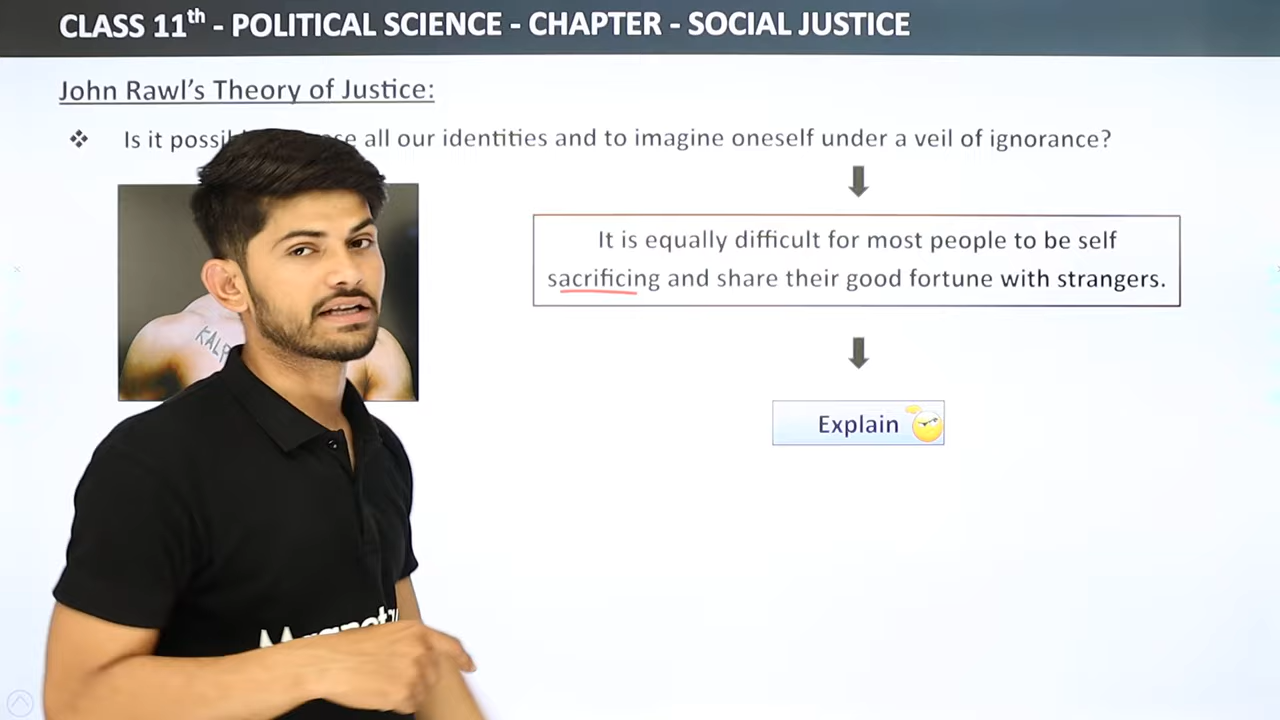 CLASS 11th - POLITICAL SCIENCE - CHAPTER - SOCIAL JUSTICE
John Rawl's Theory of Justice:
Is it all our identities and to imagine oneself under a veil of ignorance?
It is equally difficult for most people to be self
sacrificing and share their good fortune with strangers.
Explain